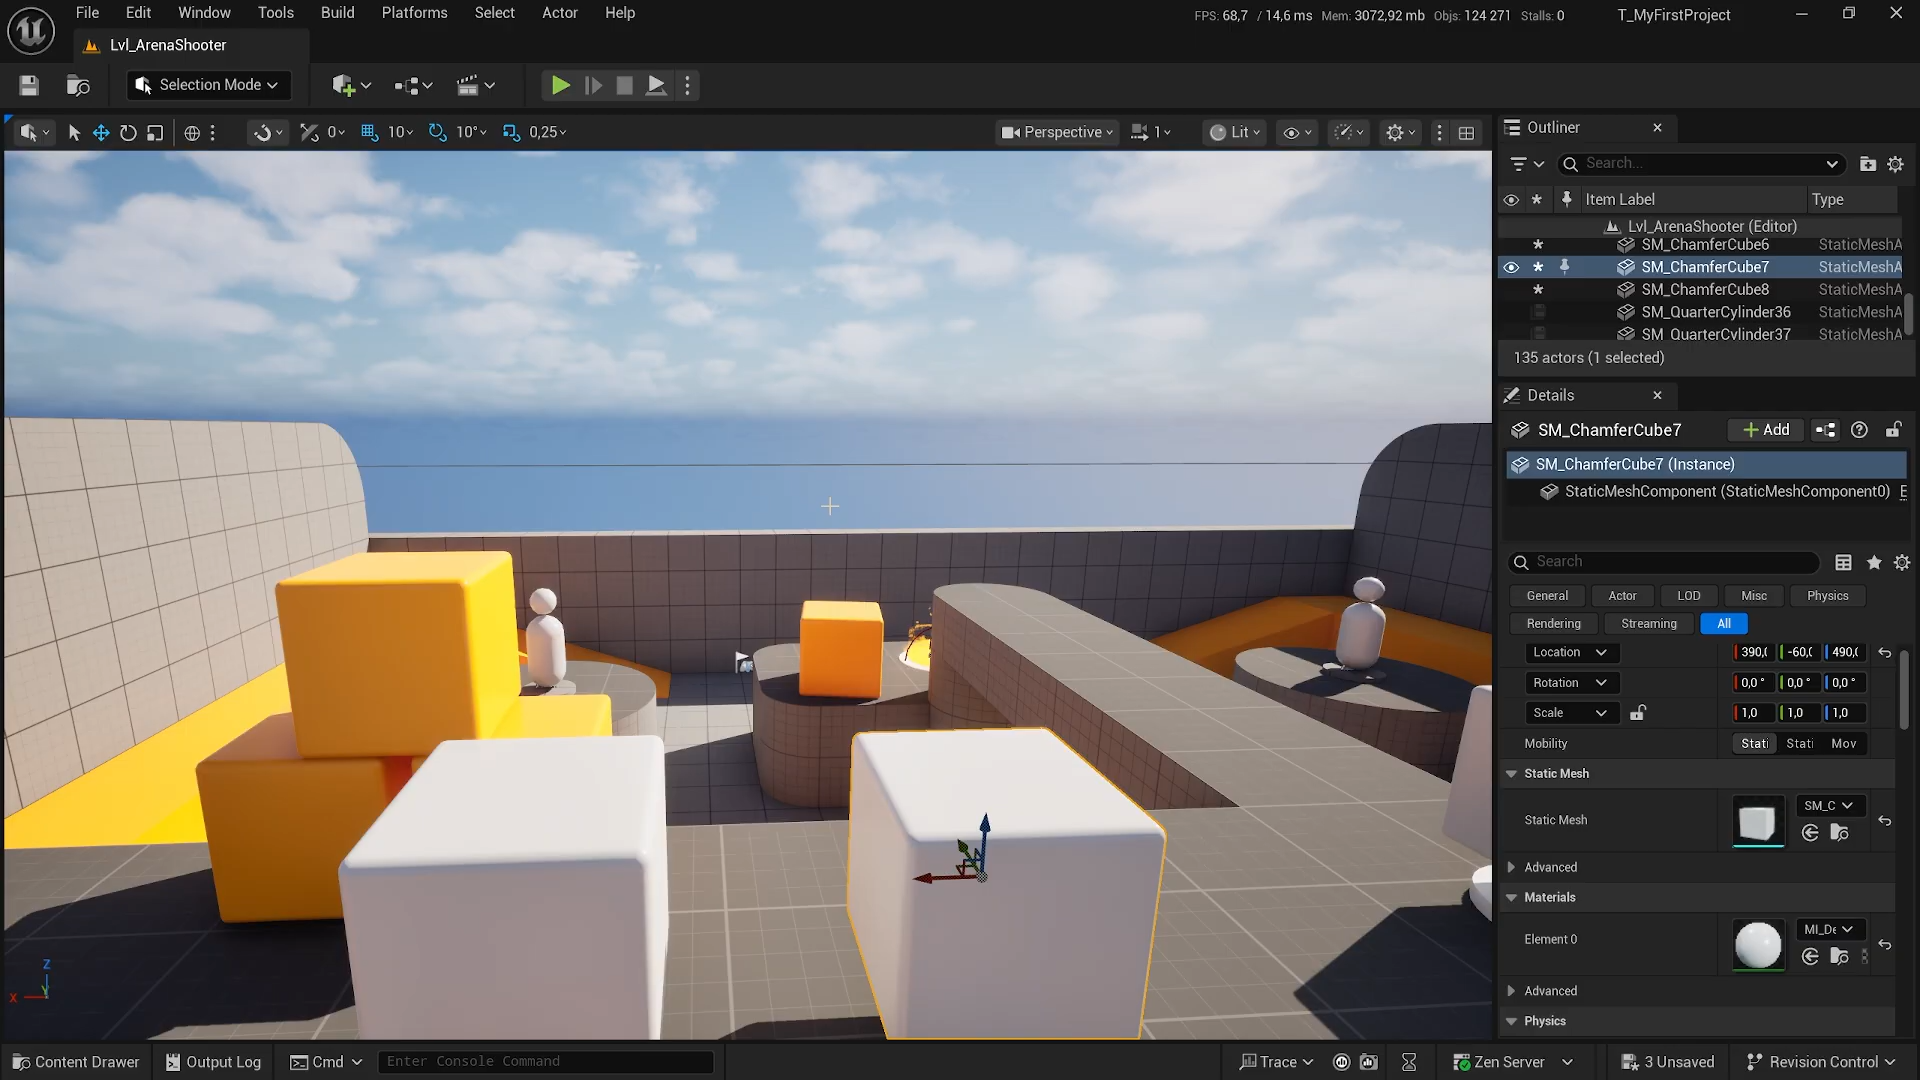 File Edit Window Tools Build Platforms Select Actor Help
FPS: 68,7 / 14,6 ms Mem: 3072,92 mb Objs: 124 271 Stalls: 0
T_MyFirstProject
Lvl_ArenaShooter
Selection Mode
0 10 10° 0,25
Perspective 1 Lit
Outliner
Search...
Item Label Type
Lvl_ArenaShooter (Editor)
SM_ChamferCube6 StaticMeshA
SM_ChamferCube7 StaticMeshA
SM_ChamferCube8 StaticMeshA
SM_QuarterCylinder36 StaticMeshA
SM_QuarterCylinder37 StaticMeshA
135 actors (1 selected)
Details
SM_ChamferCube7 Add
SM_ChamferCube7 (Instance)
StaticMeshComponent (StaticMeshComponent0) E
Search
General Actor LOD Misc Physics
Rendering Streaming All
Location 390,( -60,( 490,(
Rotation 0,0 ° 0,0 ° 0,0 °
Scale 1,0 1,0 1,0
Mobility Stati Stati Mov
Static Mesh
SM_C
Static Mesh
Advanced
Materials
MI_De
Element 0
Advanced
Physics
Z
X Y
Content Drawer Output Log Cmd Enter Console Command Trace Zen Server 3 Unsaved Revision Control